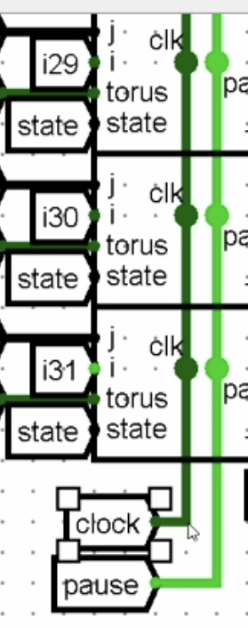 j
clk
i29
i
pa
torus
state
state
j
clk
i30
i
pa
torus
state
state
j
clk
i31
i
pa
torus
state
state
clock
pause